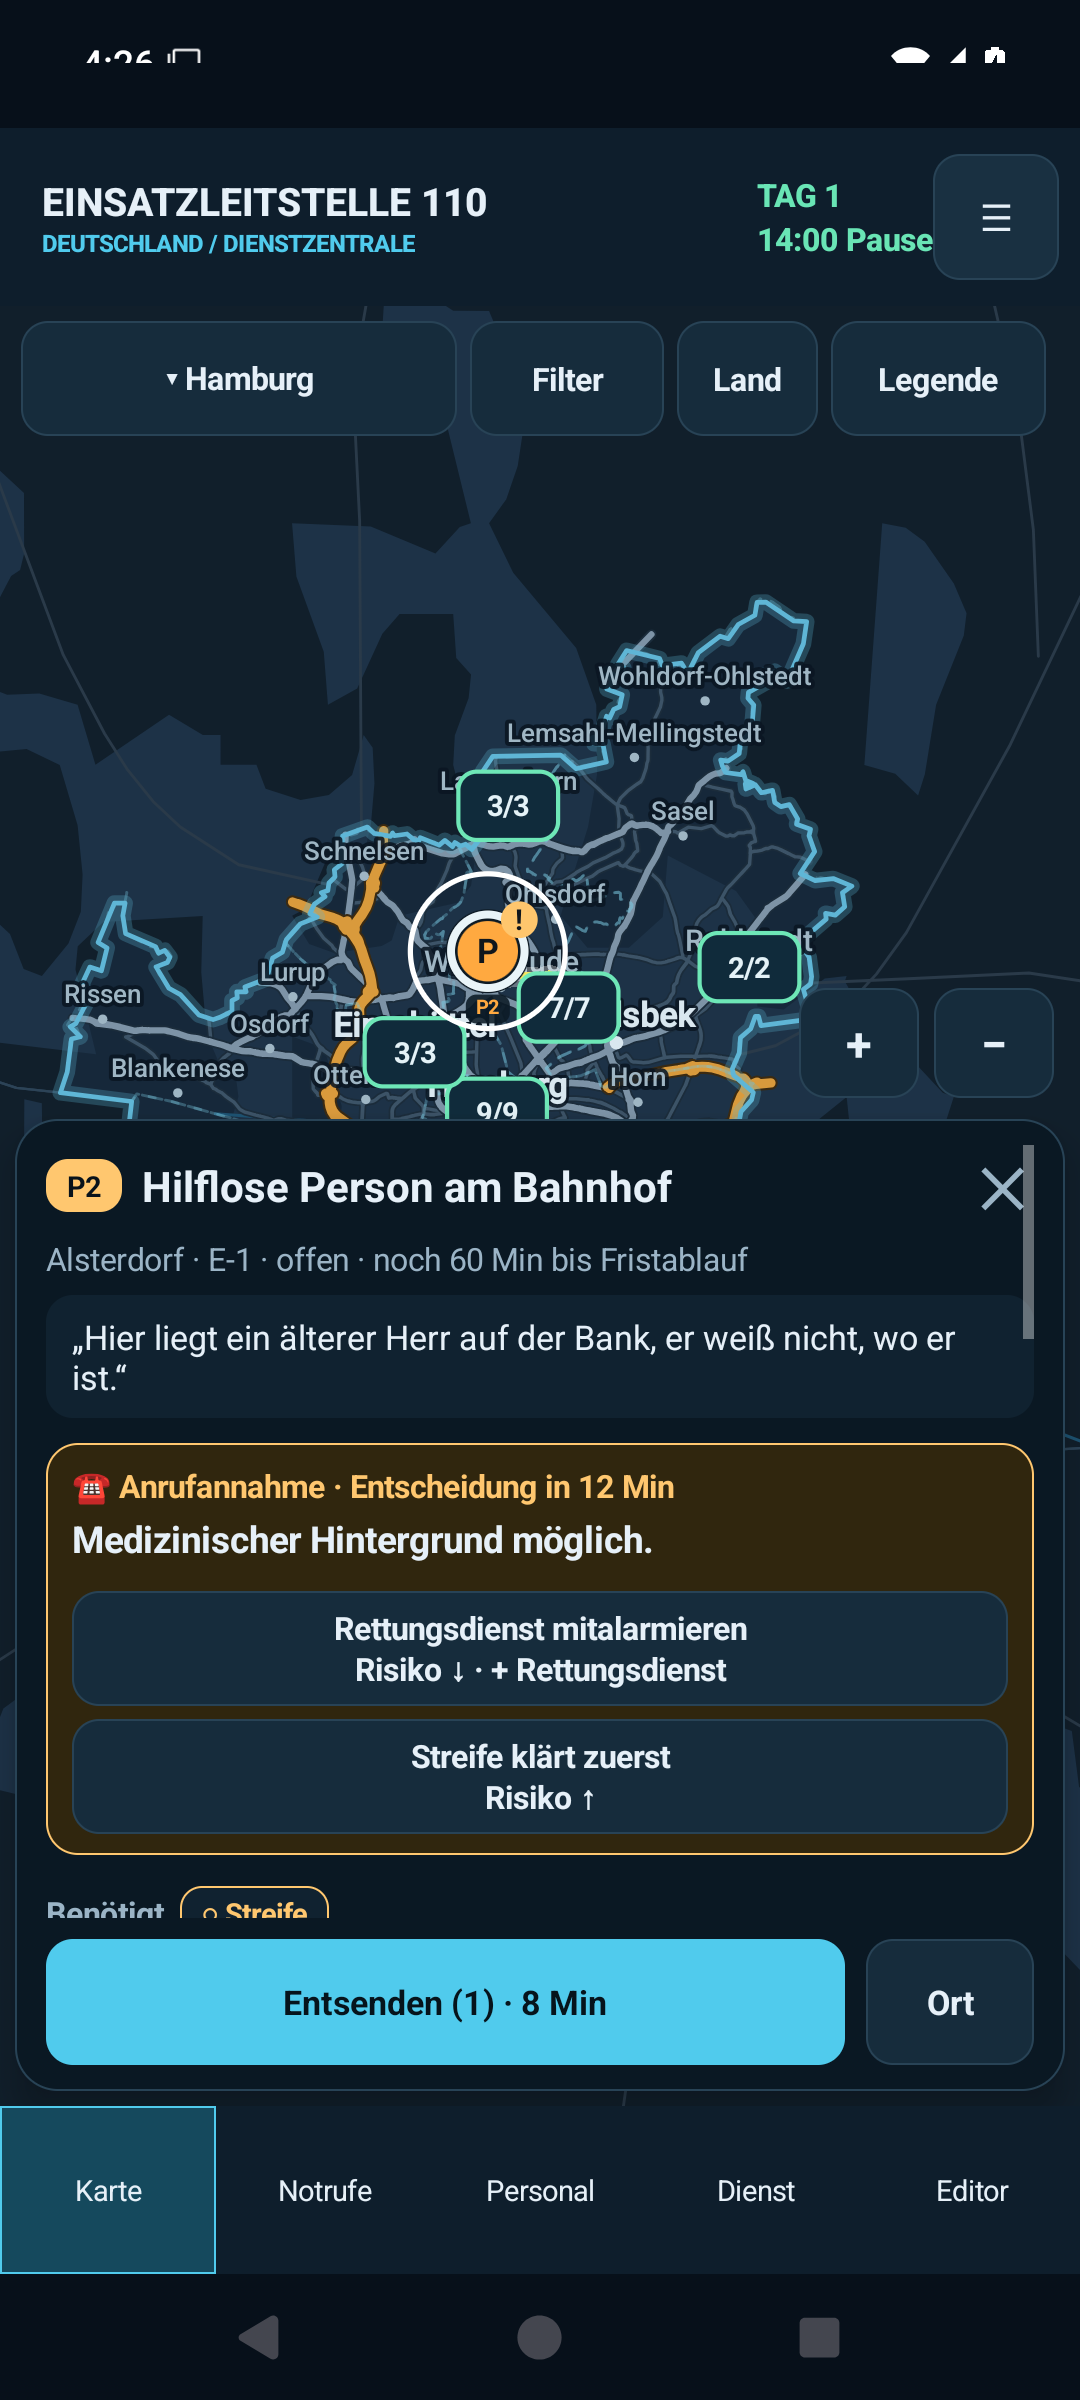 4:26
EINSATZLEITSTELLE 110
DEUTSCHLAND / DIENSTZENTRALE
TAG 1
14:00 Pause
☰
▾ Hamburg
Filter
Land
Legende
Wohldorf-Ohlstedt
Lemsahl-Mellingstedt
3/3
Sasel
Schnelsen
Ohlsdorf
!
P
P2
2/2
Lurup
Rissen
7/7
Osdorf
3/3
Blankenese
Horn
9/9
+
−
P2 Hilflose Person am Bahnhof
Alsterdorf · E-1 · offen · noch 60 Min bis Fristablauf
„Hier liegt ein älterer Herr auf der Bank, er weiß nicht, wo er
ist.“
☎ Anrufannahme · Entscheidung in 12 Min
Medizinischer Hintergrund möglich.
Rettungsdienst mitalarmieren
Risiko ↓ · + Rettungsdienst
Streife klärt zuerst
Risiko ↑
Benötigt ○ Streife
Entsenden (1) · 8 Min
Ort
Karte
Notrufe
Personal
Dienst
Editor